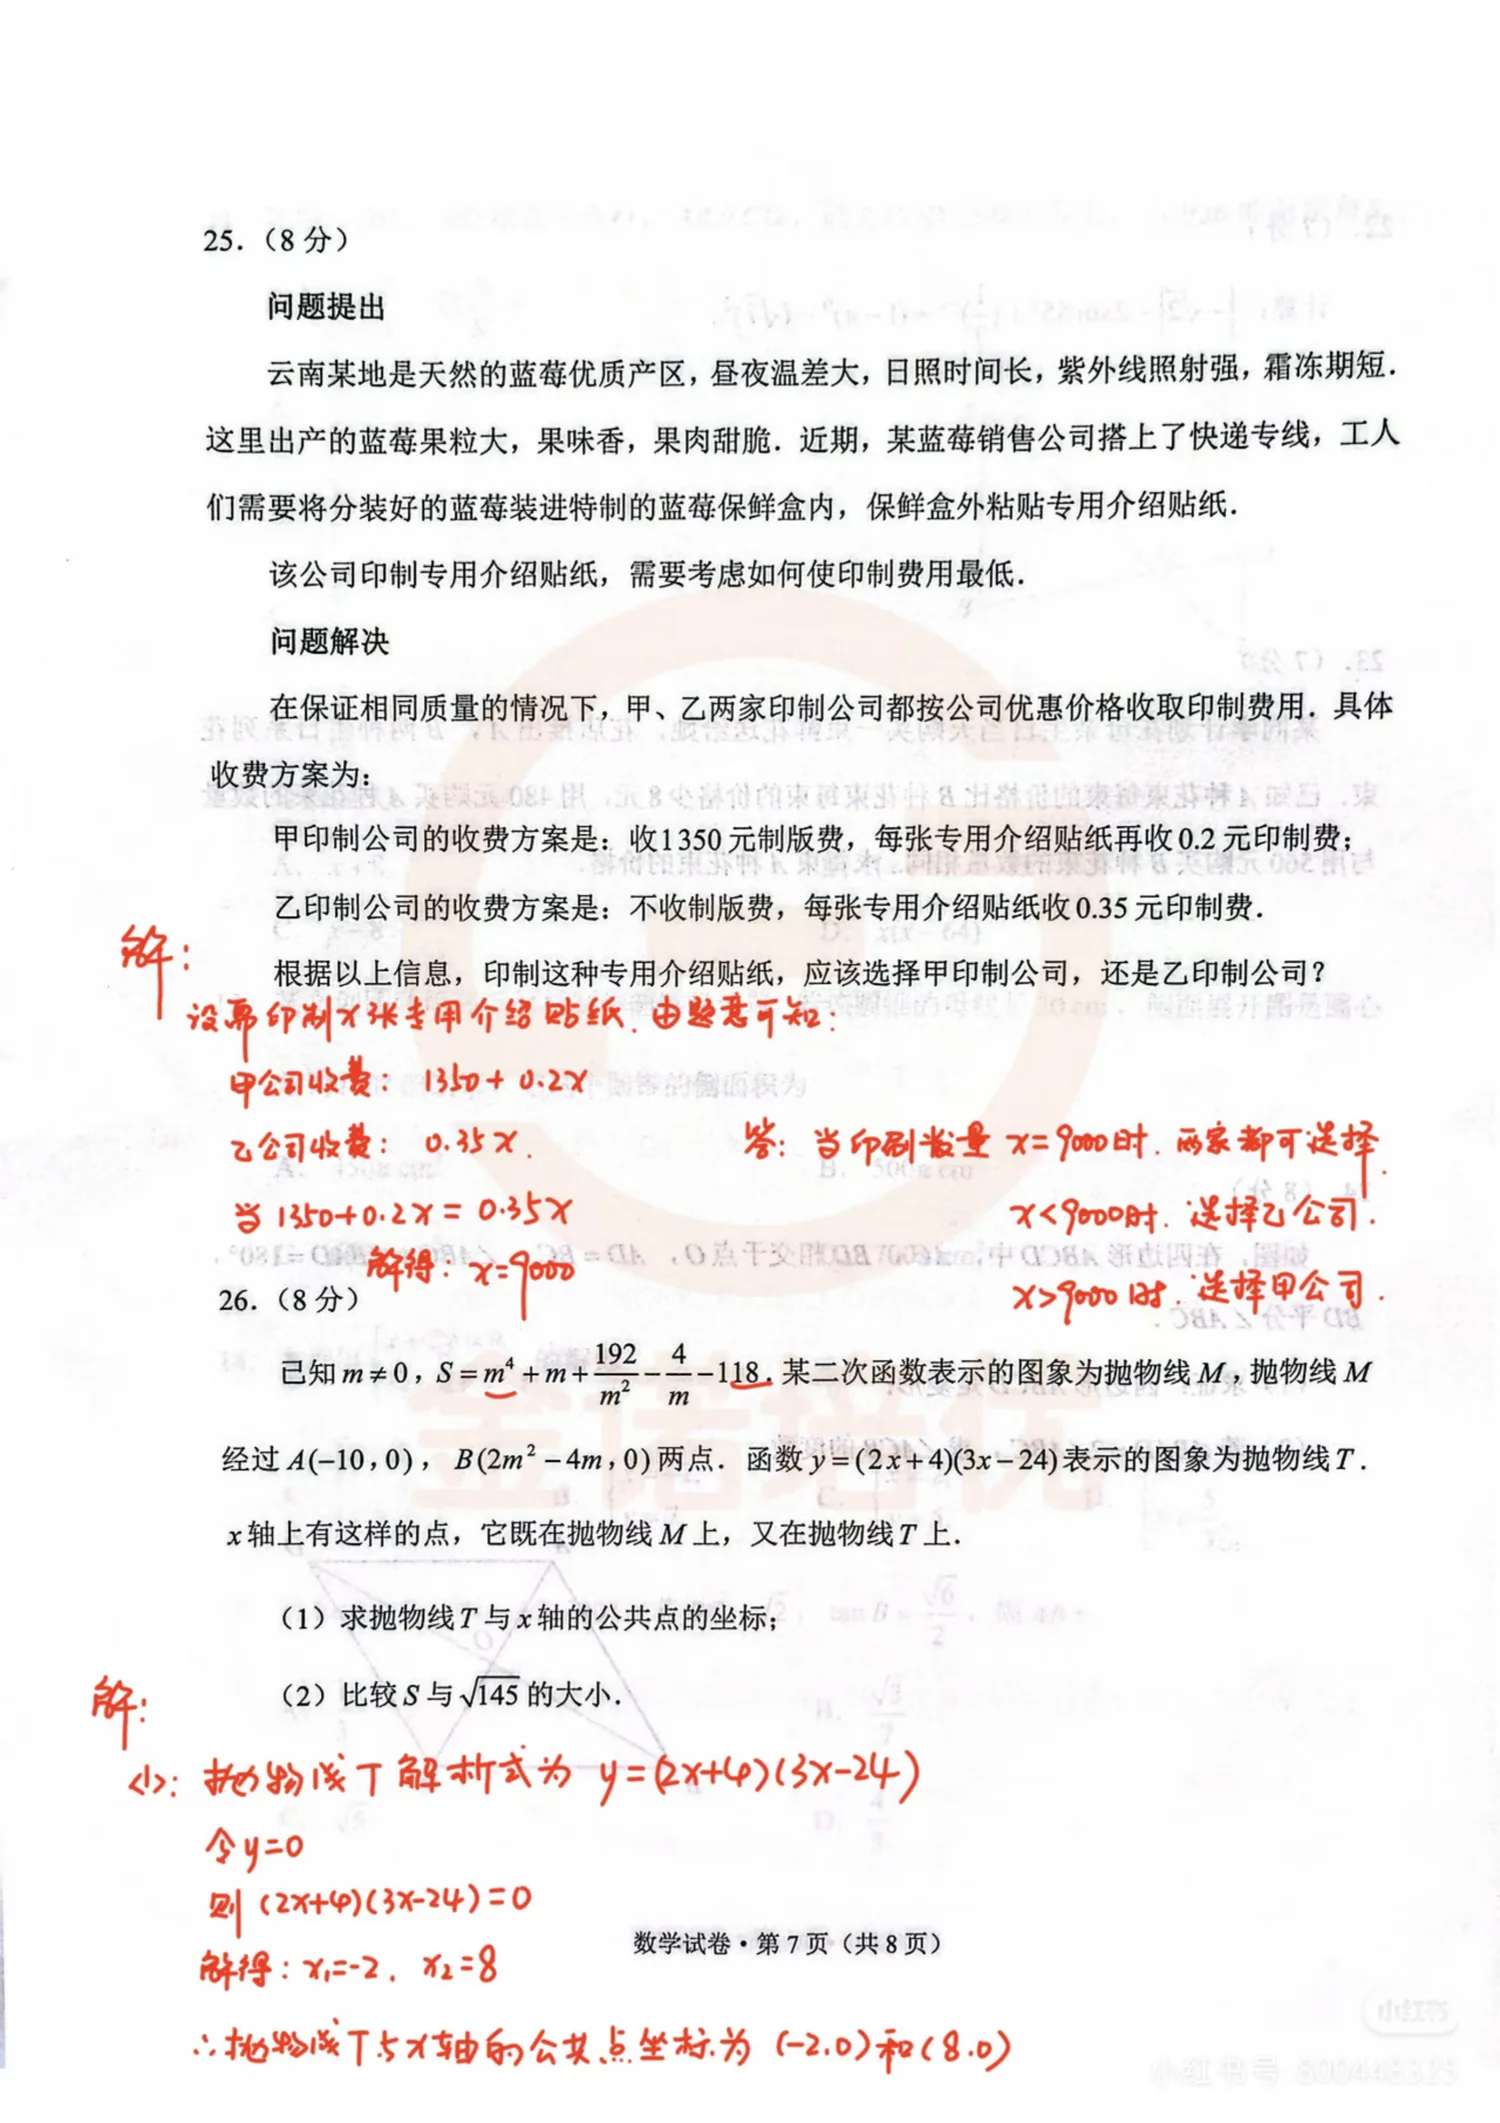 25.（8 分）
问题提出
云南某地是天然的蓝莓优质产区，昼夜温差大，日照时间长，紫外线照射强，霜冻期短.
这里出产的蓝莓果粒大，果味香，果肉甜脆. 近期，某蓝莓销售公司搭上了快递专线，工人
们需要将分装好的蓝莓装进特制的蓝莓保鲜盒内，保鲜盒外粘贴专用介绍贴纸.
该公司印制专用介绍贴纸，需要考虑如何使印制费用最低.
问题解决
在保证相同质量的情况下，甲、乙两家印制公司都按公司优惠价格收取印制费用. 具体
收费方案为：
甲印制公司的收费方案是：收1350元制版费，每张专用介绍贴纸再收0.2元印制费；
乙印制公司的收费方案是：不收制版费，每张专用介绍贴纸收0.35元印制费.
根据以上信息，印制这种专用介绍贴纸，应该选择甲印制公司，还是乙印制公司？
解：
设需印制x张专用介绍贴纸. 由题意可知：
甲公司收费：1350+0.2x
乙公司收费：0.35x.
当 1350+0.2x=0.35x
解得：x=9000
答：当印刷数量 x=9000时. 两家都可选择.
x<9000时. 选择乙公司.
x>9000时. 选择甲公司.
26.（8 分）
已知 m≠0，S=m⁴+m+192/m²−4/m−118. 某二次函数表示的图象为抛物线 M，抛物线 M
经过 A(−10，0)，B(2m²−4m，0)两点. 函数 y=(2x+4)(3x−24)表示的图象为抛物线 T.
x轴上有这样的点，它既在抛物线 M 上，又在抛物线 T 上.
（1）求抛物线 T 与 x 轴的公共点的坐标；
（2）比较 S 与 √145 的大小.
解：
<1>：抛物线 T 解析式为 y=(2x+4)(3x-24)
令y=0
则 (2x+4)(3x-24)=0
解得：x₁=-2. x₂=8
∴抛物线T与x轴的公共点坐标为 (-2.0)和(8.0)
数学试卷·第 7 页（共 8 页）
金诺培优
小红书
小红书号 800448325